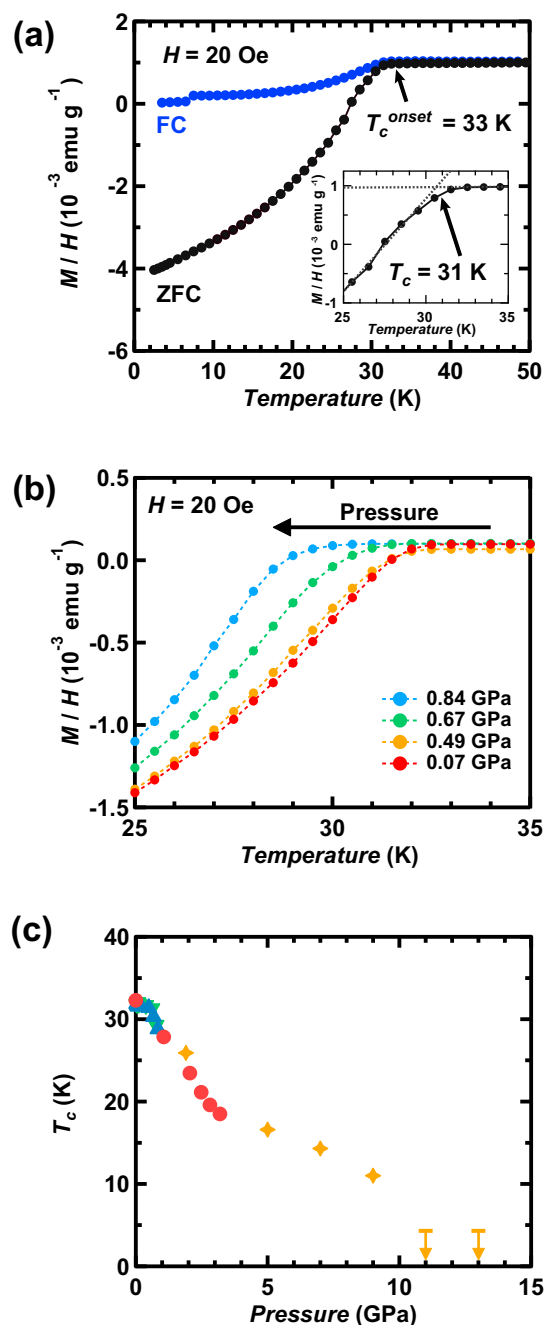 (a)
H = 20 Oe
FC
ZFC
T_c^onset = 33 K
M / H (10^-3 emu g^-1)
2
0
-2
-4
-6
0
10
20
30
40
50
Temperature (K)
M / H (10^-3 emu g^-1)
1
0
-1
T_c = 31 K
25
30
35
Temperature (K)
(b)
H = 20 Oe
Pressure
M / H (10^-3 emu g^-1)
0.5
0.0
-0.5
-1.0
-1.5
0.84 GPa
0.67 GPa
0.49 GPa
0.07 GPa
25
30
35
Temperature (K)
(c)
T_c (K)
40
30
20
10
0
0
5
10
15
Pressure (GPa)